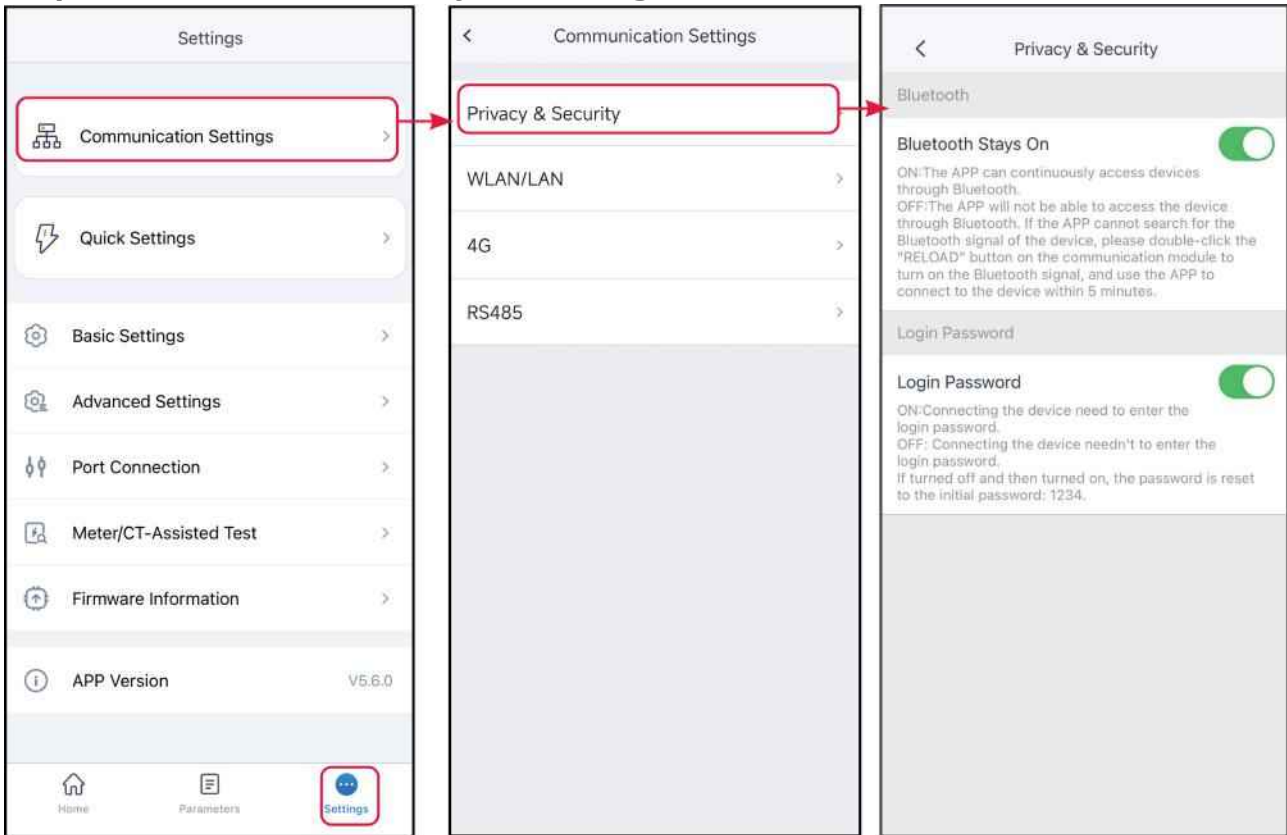 Settings
Communication Settings
Quick Settings
Basic Settings
Advanced Settings
Port Connection
Meter/CT-Assisted Test
Firmware Information
APP Version V5.6.0
Home Parameters Settings
Communication Settings
Privacy & Security
WLAN/LAN
4G
RS485
Privacy & Security
Bluetooth
Bluetooth Stays On
ON:The APP can continuously access devices
through Bluetooth.
OFF:The APP will not be able to access the device
through Bluetooth. If the APP cannot search for the
Bluetooth signal of the device, please double-click the
"RELOAD" button on the communication module to
turn on the Bluetooth signal, and use the APP to
connect to the device within 5 minutes.
Login Password
Login Password
ON:Connecting the device need to enter the
login password.
OFF: Connecting the device needn't to enter the
login password.
If turned off and then turned on, the password is reset
to the initial password: 1234.